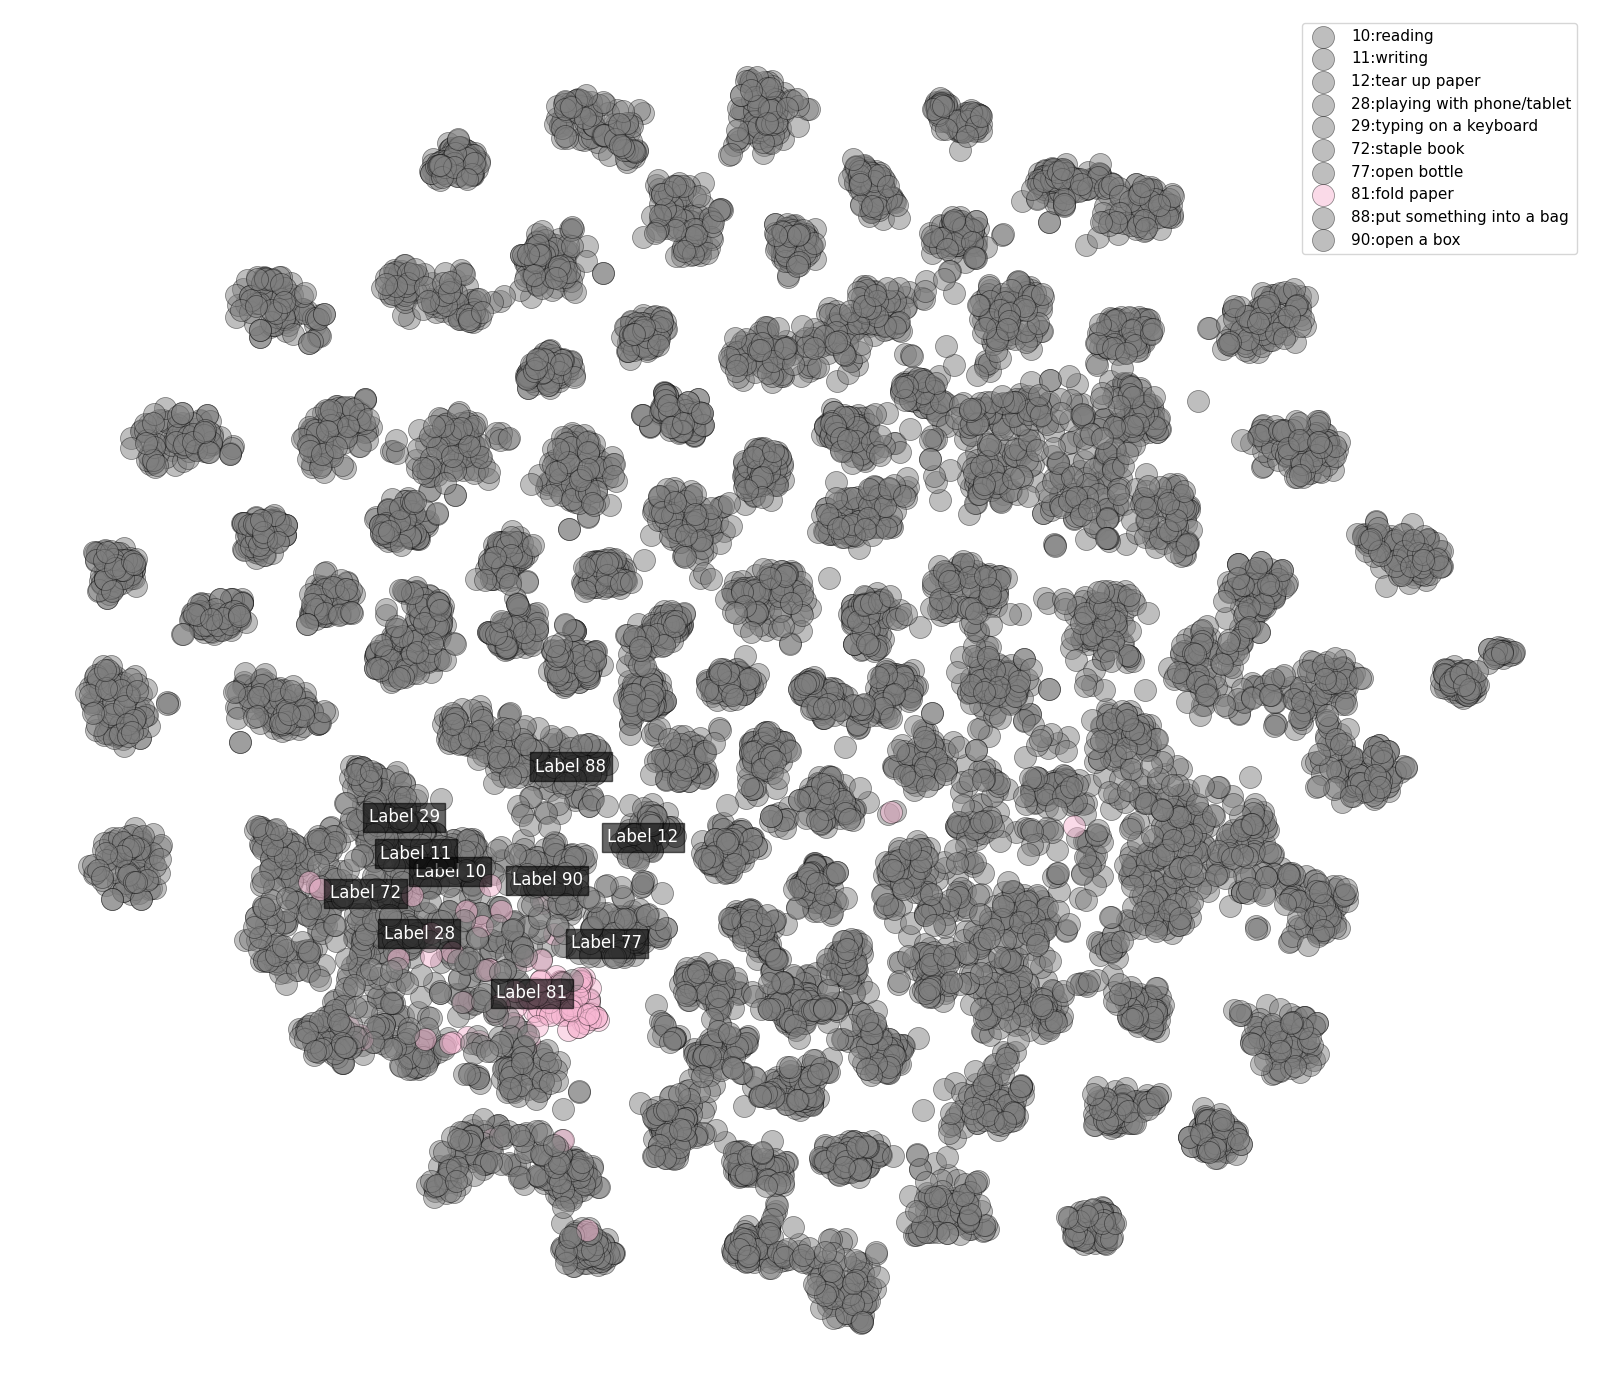 10:reading
11:writing
12:tear up paper
28:playing with phone/tablet
29:typing on a keyboard
72:staple book
77:open bottle
81:fold paper
88:put something into a bag
90:open a box
Label 88
Label 29
Label 12
Label 11
Label 10
Label 90
Label 72
Label 28
Label 77
Label 81